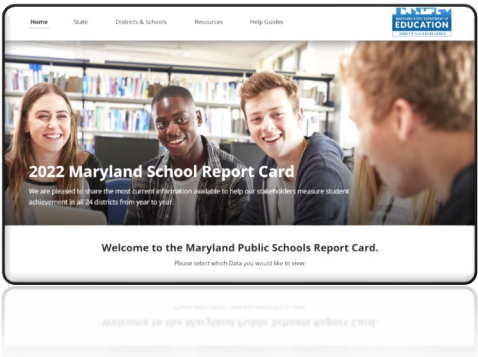 Home State Districts & Schools Resources Help Guides
MARYLAND STATE DEPARTMENT OF
EDUCATION
EQUITY AND EXCELLENCE
2022 Maryland School Report Card
We are pleased to share the most current information available to help our stakeholders measure student
achievement in all 24 districts from year to year.
Welcome to the Maryland Public Schools Report Card.
Please select which Data you would like to view: